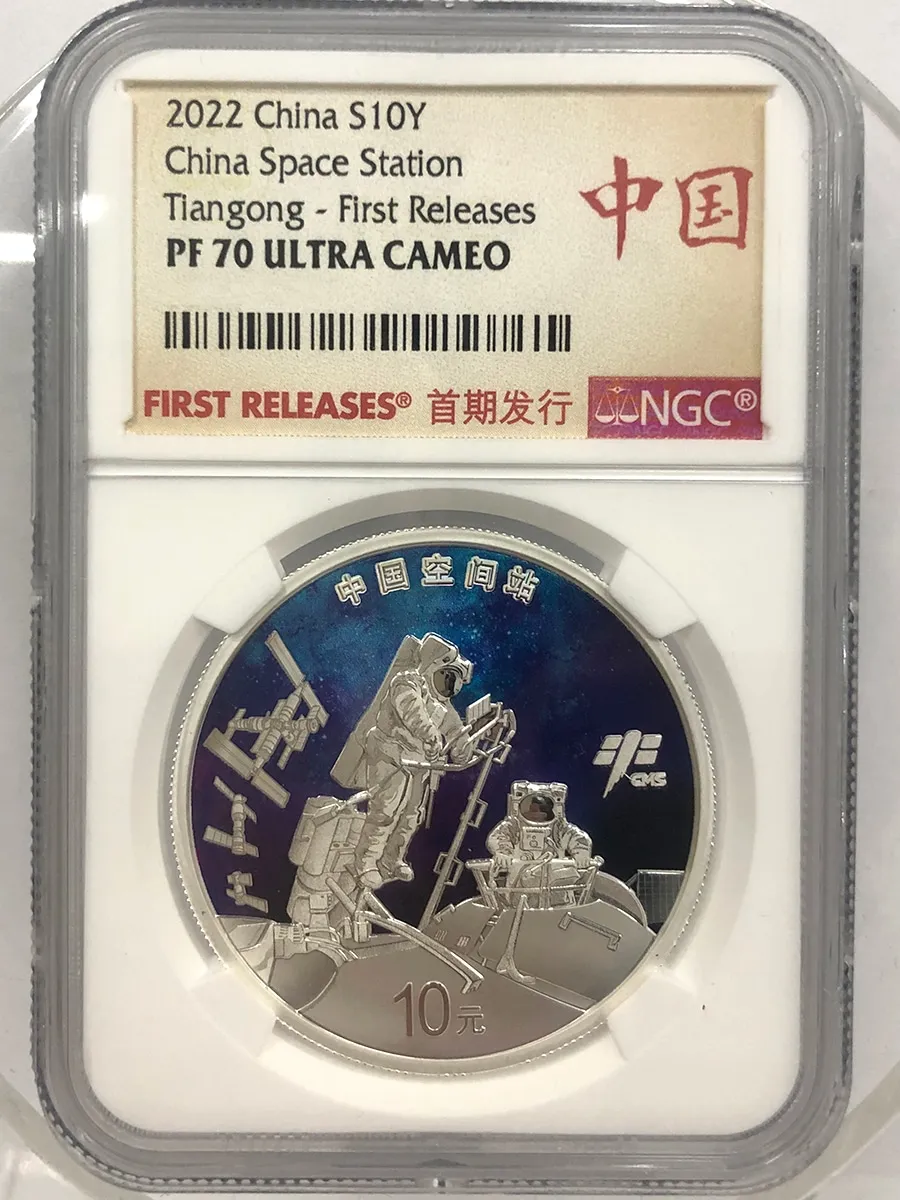 2022 China S10Y
China Space Station
Tiangong - First Releases
PF 70 ULTRA CAMEO
中国
FIRST RELEASES® 首期发行 NGC®
中国空间站
CMS
10元